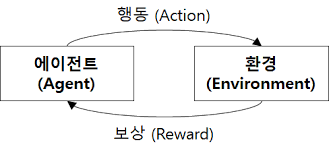 행동 (Action)
에이전트
(Agent)
환경
(Environment)
보상 (Reward)